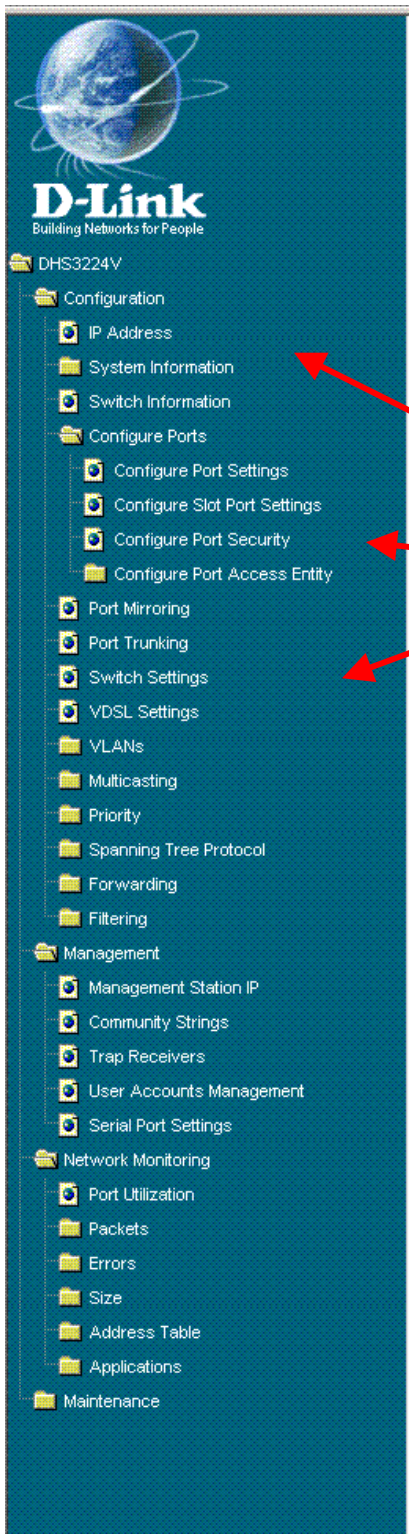 D-Link
Building Networks for People
DHS3224V
Configuration
IP Address
System Information
Switch Information
Configure Ports
Configure Port Settings
Configure Slot Port Settings
Configure Port Security
Configure Port Access Entity
Port Mirroring
Port Trunking
Switch Settings
VDSL Settings
VLANs
Multicasting
Priority
Spanning Tree Protocol
Forwarding
Filtering
Management
Management Station IP
Community Strings
Trap Receivers
User Accounts Management
Serial Port Settings
Network Monitoring
Port Utilization
Packets
Errors
Size
Address Table
Applications
Maintenance